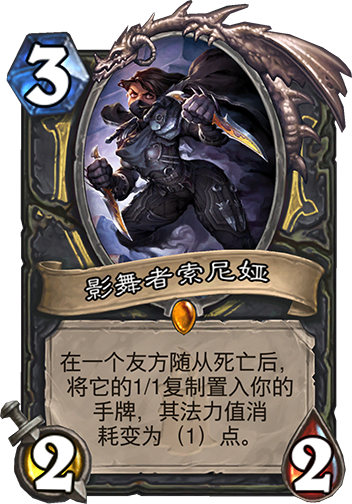 3
影舞者索尼娅
在一个友方随从死亡后，
将它的1/1复制置入你的
手牌，其法力值消
耗变为（1）点。
2
2